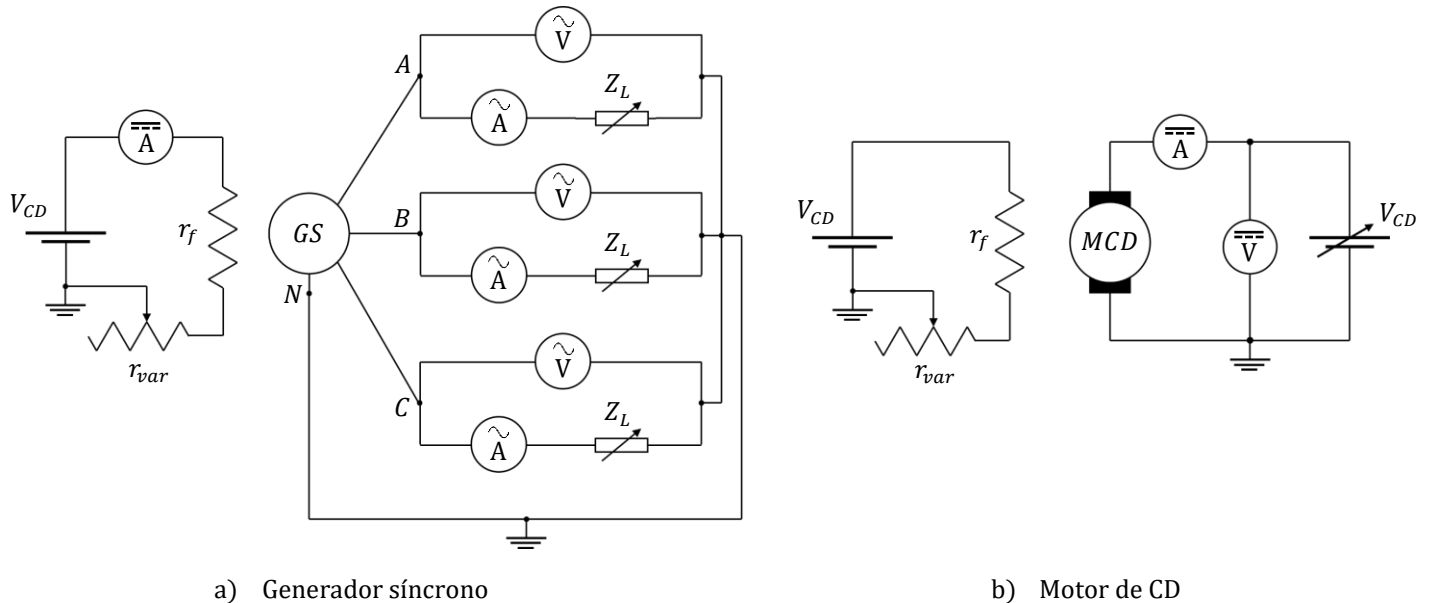 V
A
Z_L
A
A
V_CD
r_f
r_var
GS
N
B
V
A
Z_L
C
V
A
Z_L
V_CD
r_f
r_var
A
MCD
V
V_CD
a) Generador síncrono
b) Motor de CD